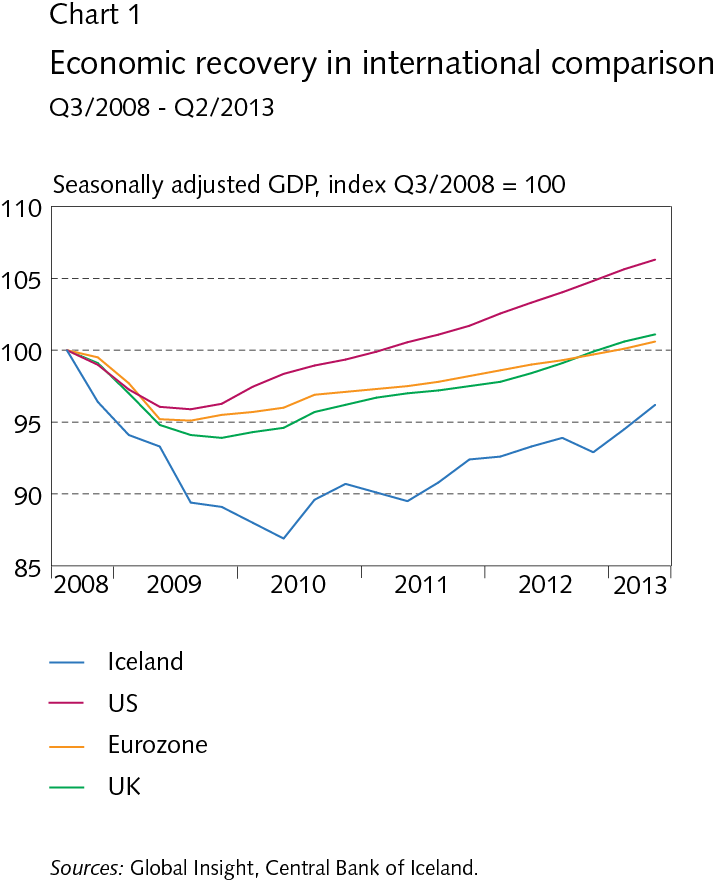 Chart 1
Economic recovery in international comparison
Q3/2008 - Q2/2013
Seasonally adjusted GDP, index Q3/2008 = 100
110
105
100
95
90
85
2008 2009 2010 2011 2012 2013
Iceland
US
Eurozone
UK
Sources: Global Insight, Central Bank of Iceland.